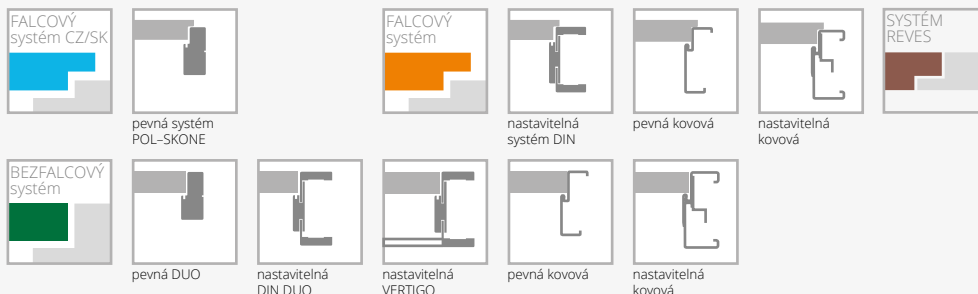 FALCOVÝ
systém CZ/SK
pevná systém
POL–SKONE
FALCOVÝ
systém
nastavitelná
systém DIN
pevná kovová
nastavitelná
kovová
SYSTÉM
REVES
BEZFALCOVÝ
systém
pevná DUO
nastavitelná
DIN DUO
nastavitelná
VERTIGO
pevná kovová
nastavitelná
kovová